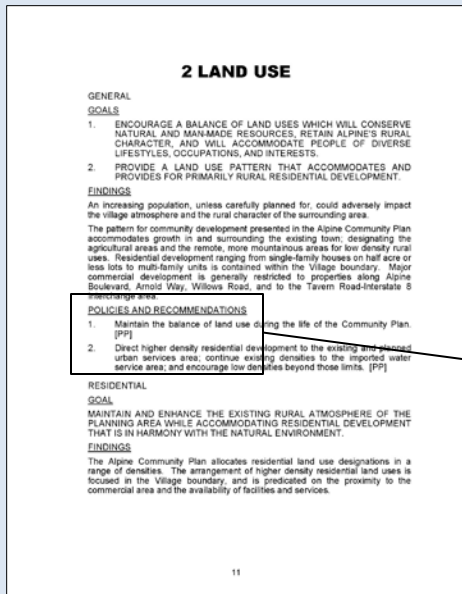 2 LAND USE
GENERAL
GOALS
1. ENCOURAGE A BALANCE OF LAND USES WHICH WILL CONSERVE
NATURAL AND MAN-MADE RESOURCES, RETAIN ALPINE'S RURAL
CHARACTER, AND WILL ACCOMMODATE PEOPLE OF DIVERSE
LIFESTYLES, OCCUPATIONS, AND INTERESTS.
2. PROVIDE A LAND USE PATTERN THAT ACCOMMODATES AND
PROVIDES FOR PRIMARILY RURAL RESIDENTIAL DEVELOPMENT.
FINDINGS
An increasing population, unless carefully planned for, could adversely impact
the village atmosphere and the rural character of the surrounding area.
The pattern for community development presented in the Alpine Community Plan
accommodates growth in and surrounding the existing town; designating the
agricultural areas and the remote, more mountainous areas for low density rural
uses. Residential development ranging from single-family houses on half acre or
less lots to multi-family units is contained within the Village boundary. Major
commercial development is generally restricted to properties along Alpine
Boulevard, Arnold Way, Willows Road, and to the Tavern Road-Interstate 8
interchange area.
POLICIES AND RECOMMENDATIONS
1. Maintain the balance of land use during the life of the Community Plan.
[PP]
2. Direct higher density residential development to the existing and planned
urban services area; continue existing densities to the imported water
service area; and encourage low densities beyond those limits. [PP]
RESIDENTIAL
GOAL
MAINTAIN AND ENHANCE THE EXISTING RURAL ATMOSPHERE OF THE
PLANNING AREA WHILE ACCOMMODATING RESIDENTIAL DEVELOPMENT
THAT IS IN HARMONY WITH THE NATURAL ENVIRONMENT.
FINDINGS
The Alpine Community Plan allocates residential land use designations in a
range of densities. The arrangement of higher density residential land uses is
focused in the Village boundary, and is predicated on the proximity to the
commercial area and the availability of facilities and services.
11